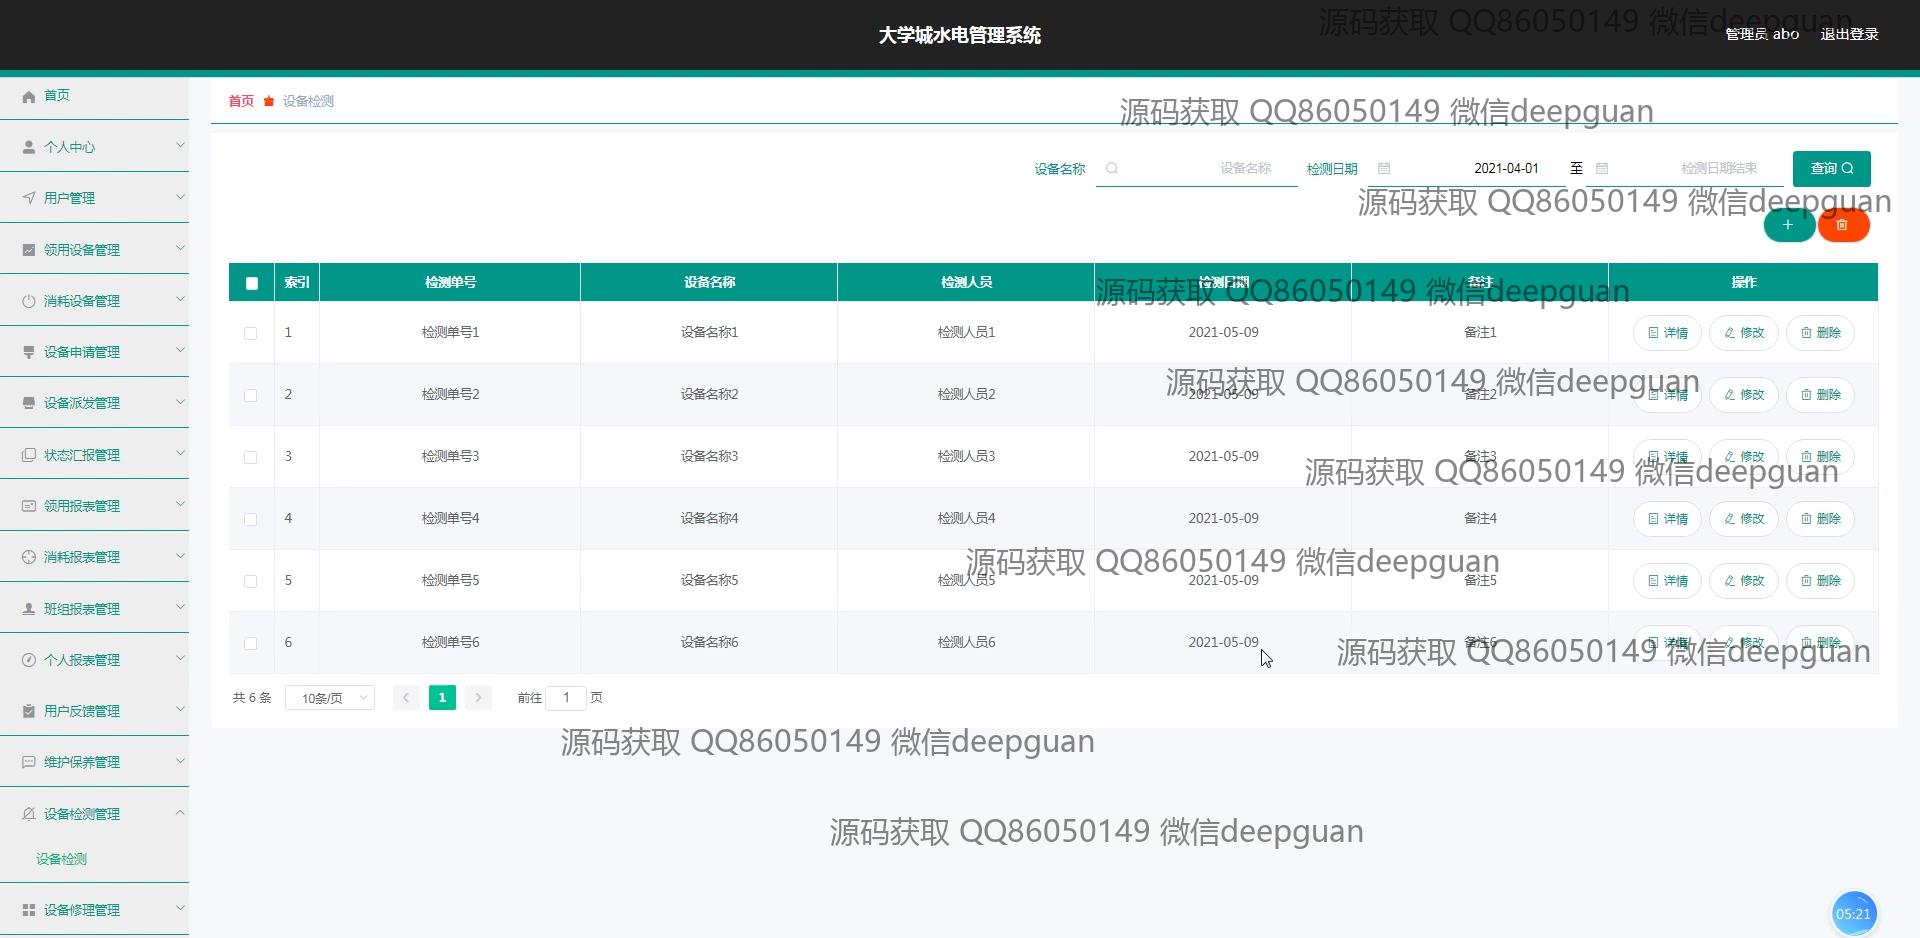 大学城水电管理系统
源码获取 QQ86050149 微信deepguan
管理员 abo 退出登录
首页
个人中心
用户管理
领用设备管理
消耗设备管理
设备申请管理
设备派发管理
状态汇报管理
领用报表管理
消耗报表管理
班组报表管理
个人报表管理
用户反馈管理
维护保养管理
设备检测管理
设备检测
设备修理管理
首页 设备检测
源码获取 QQ86050149 微信deepguan
设备名称 设备名称 检测日期 2021-04-01 至 检测日期结束 查询
源码获取 QQ86050149 微信deepguan
索引 检测单号 设备名称 检测人员 检测日期 备注 操作
源码获取 QQ86050149 微信deepguan
1 检测单号1 设备名称1 检测人员1 2021-05-09 备注1 详情 修改 删除
源码获取 QQ86050149 微信deepguan
2 检测单号2 设备名称2 检测人员2 2021-05-09 备注2 详情 修改 删除
3 检测单号3 设备名称3 检测人员3 2021-05-09 备注3 详情 修改 删除
源码获取 QQ86050149 微信deepguan
4 检测单号4 设备名称4 检测人员4 2021-05-09 备注4 详情 修改 删除
源码获取 QQ86050149 微信deepguan
5 检测单号5 设备名称5 检测人员5 2021-05-09 备注5 详情 修改 删除
6 检测单号6 设备名称6 检测人员6 2021-05-09 备注6 详情 修改 删除
源码获取 QQ86050149 微信deepguan
共 6 条 10条/页 1 前往 1 页
源码获取 QQ86050149 微信deepguan
源码获取 QQ86050149 微信deepguan
05:21